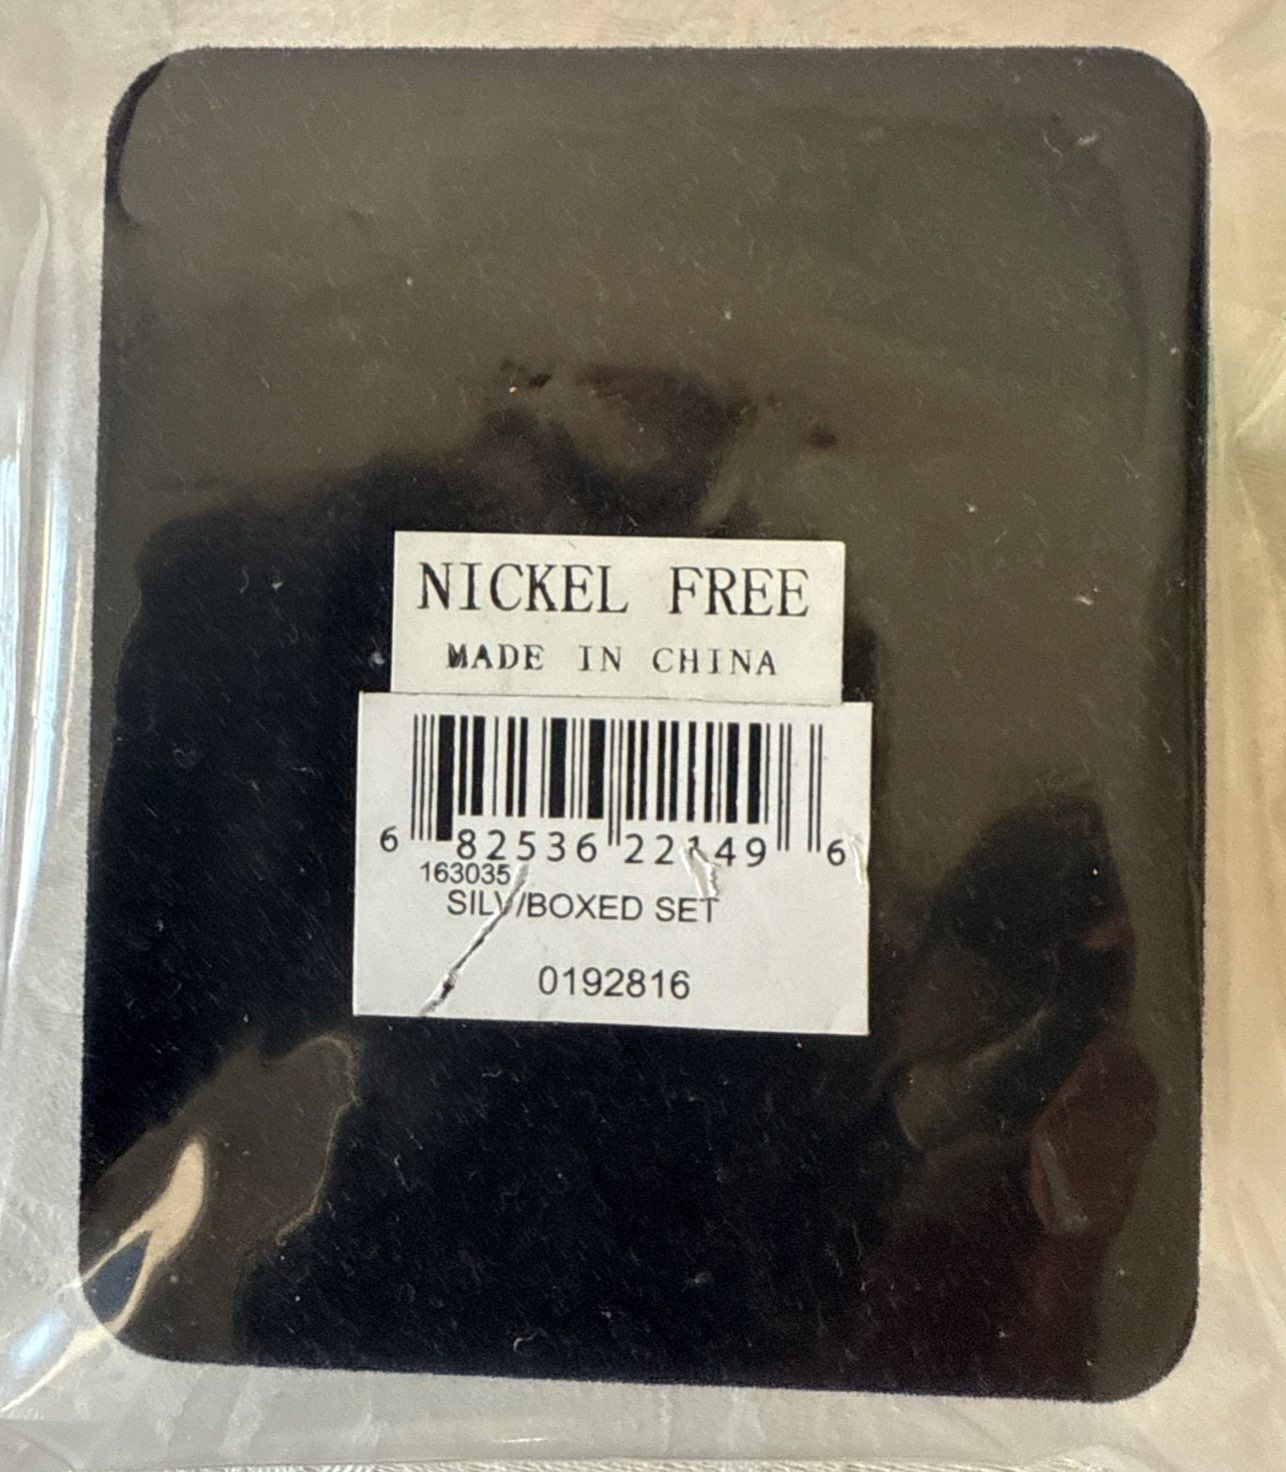 NICKEL FREE
MADE IN CHINA
6 82536 22149 6
163035
SILV/BOXED SET
0192816